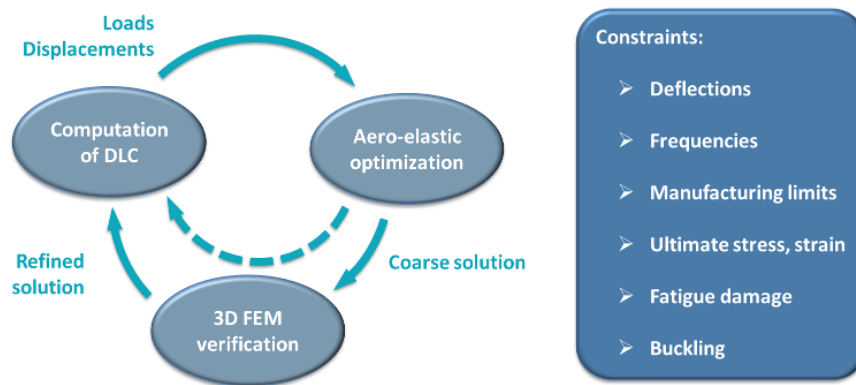 Loads
Displacements
Computation
of DLC
Aero-elastic
optimization
Refined
solution
Coarse solution
3D FEM
verification
Constraints:
➢ Deflections
➢ Frequencies
➢ Manufacturing limits
➢ Ultimate stress, strain
➢ Fatigue damage
➢ Buckling